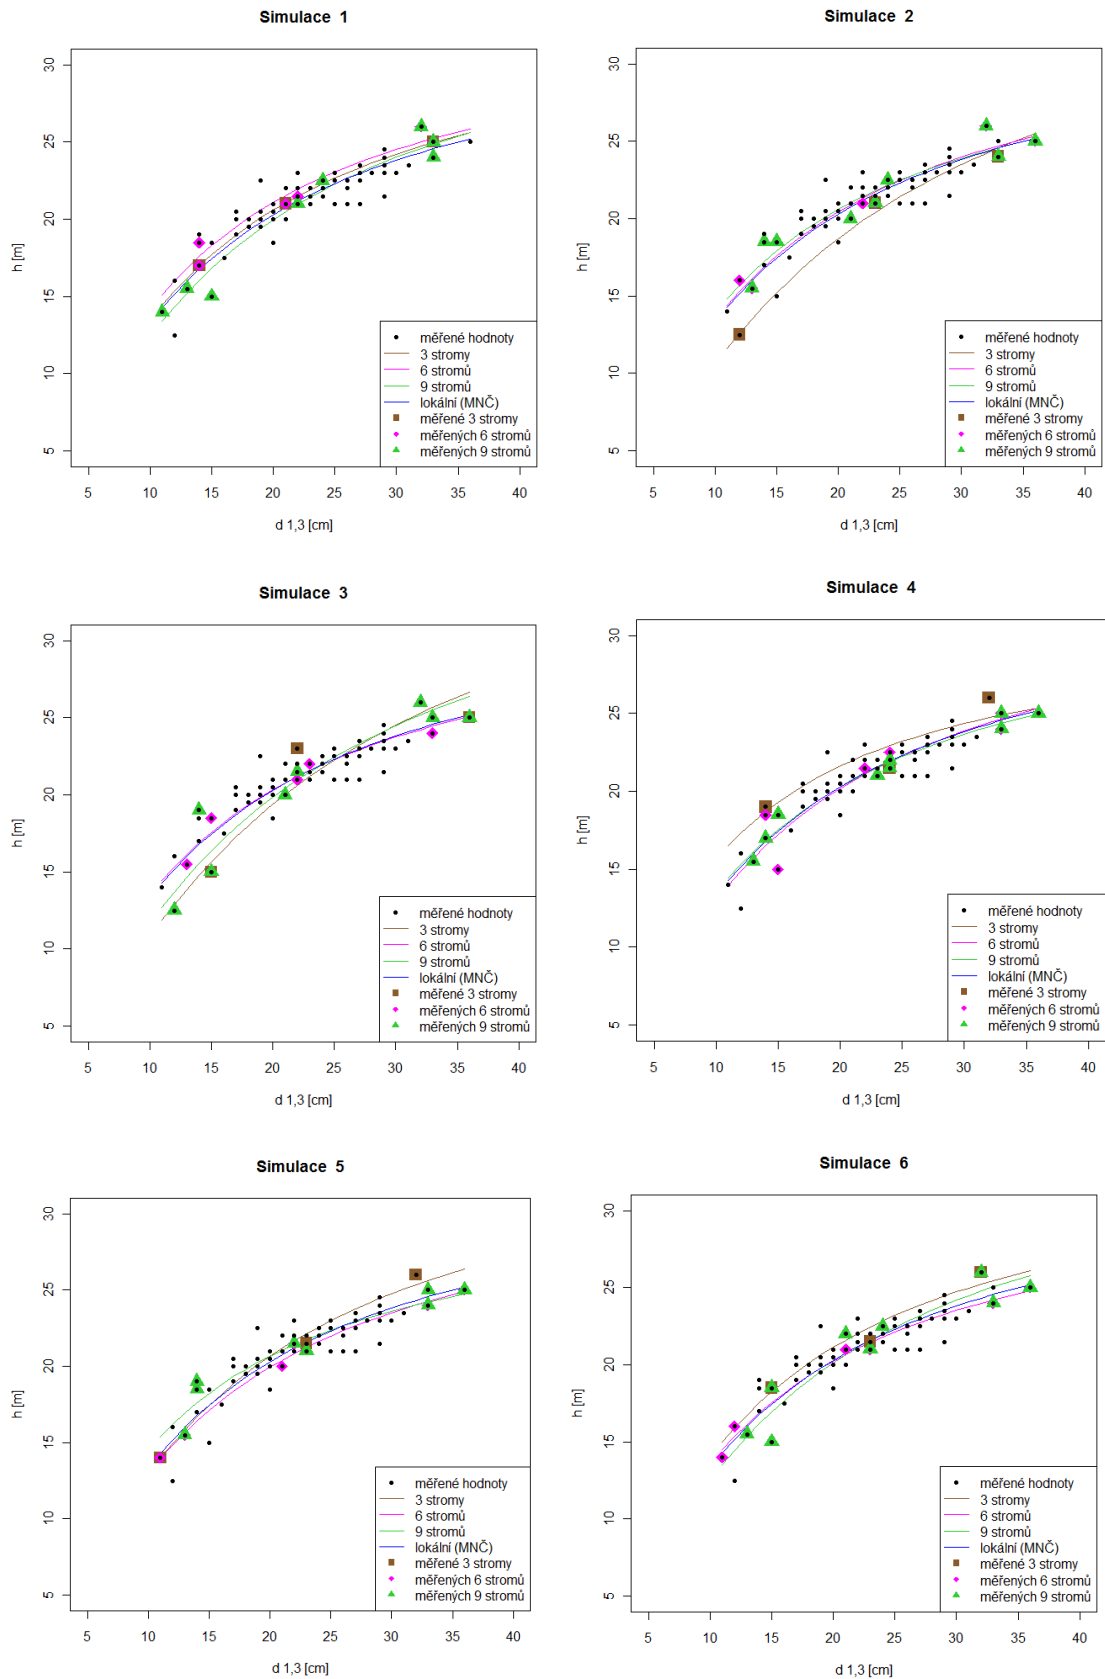 Simulace 1
30
25
20
15
10
5
h [m]
5 10 15 20 25 30 35 40
d 1,3 [cm]
měřené hodnoty
3 stromy
6 stromů
9 stromů
lokální (MNČ)
měřené 3 stromy
měřených 6 stromů
měřených 9 stromů
Simulace 2
30
25
20
15
10
5
h [m]
5 10 15 20 25 30 35 40
d 1,3 [cm]
měřené hodnoty
3 stromy
6 stromů
9 stromů
lokální (MNČ)
měřené 3 stromy
měřených 6 stromů
měřených 9 stromů
Simulace 3
30
25
20
15
10
5
h [m]
5 10 15 20 25 30 35 40
d 1,3 [cm]
měřené hodnoty
3 stromy
6 stromů
9 stromů
lokální (MNČ)
měřené 3 stromy
měřených 6 stromů
měřených 9 stromů
Simulace 4
30
25
20
15
10
5
h [m]
5 10 15 20 25 30 35 40
d 1,3 [cm]
měřené hodnoty
3 stromy
6 stromů
9 stromů
lokální (MNČ)
měřené 3 stromy
měřených 6 stromů
měřených 9 stromů
Simulace 5
30
25
20
15
10
5
h [m]
5 10 15 20 25 30 35 40
d 1,3 [cm]
měřené hodnoty
3 stromy
6 stromů
9 stromů
lokální (MNČ)
měřené 3 stromy
měřených 6 stromů
měřených 9 stromů
Simulace 6
30
25
20
15
10
5
h [m]
5 10 15 20 25 30 35 40
d 1,3 [cm]
měřené hodnoty
3 stromy
6 stromů
9 stromů
lokální (MNČ)
měřené 3 stromy
měřených 6 stromů
měřených 9 stromů